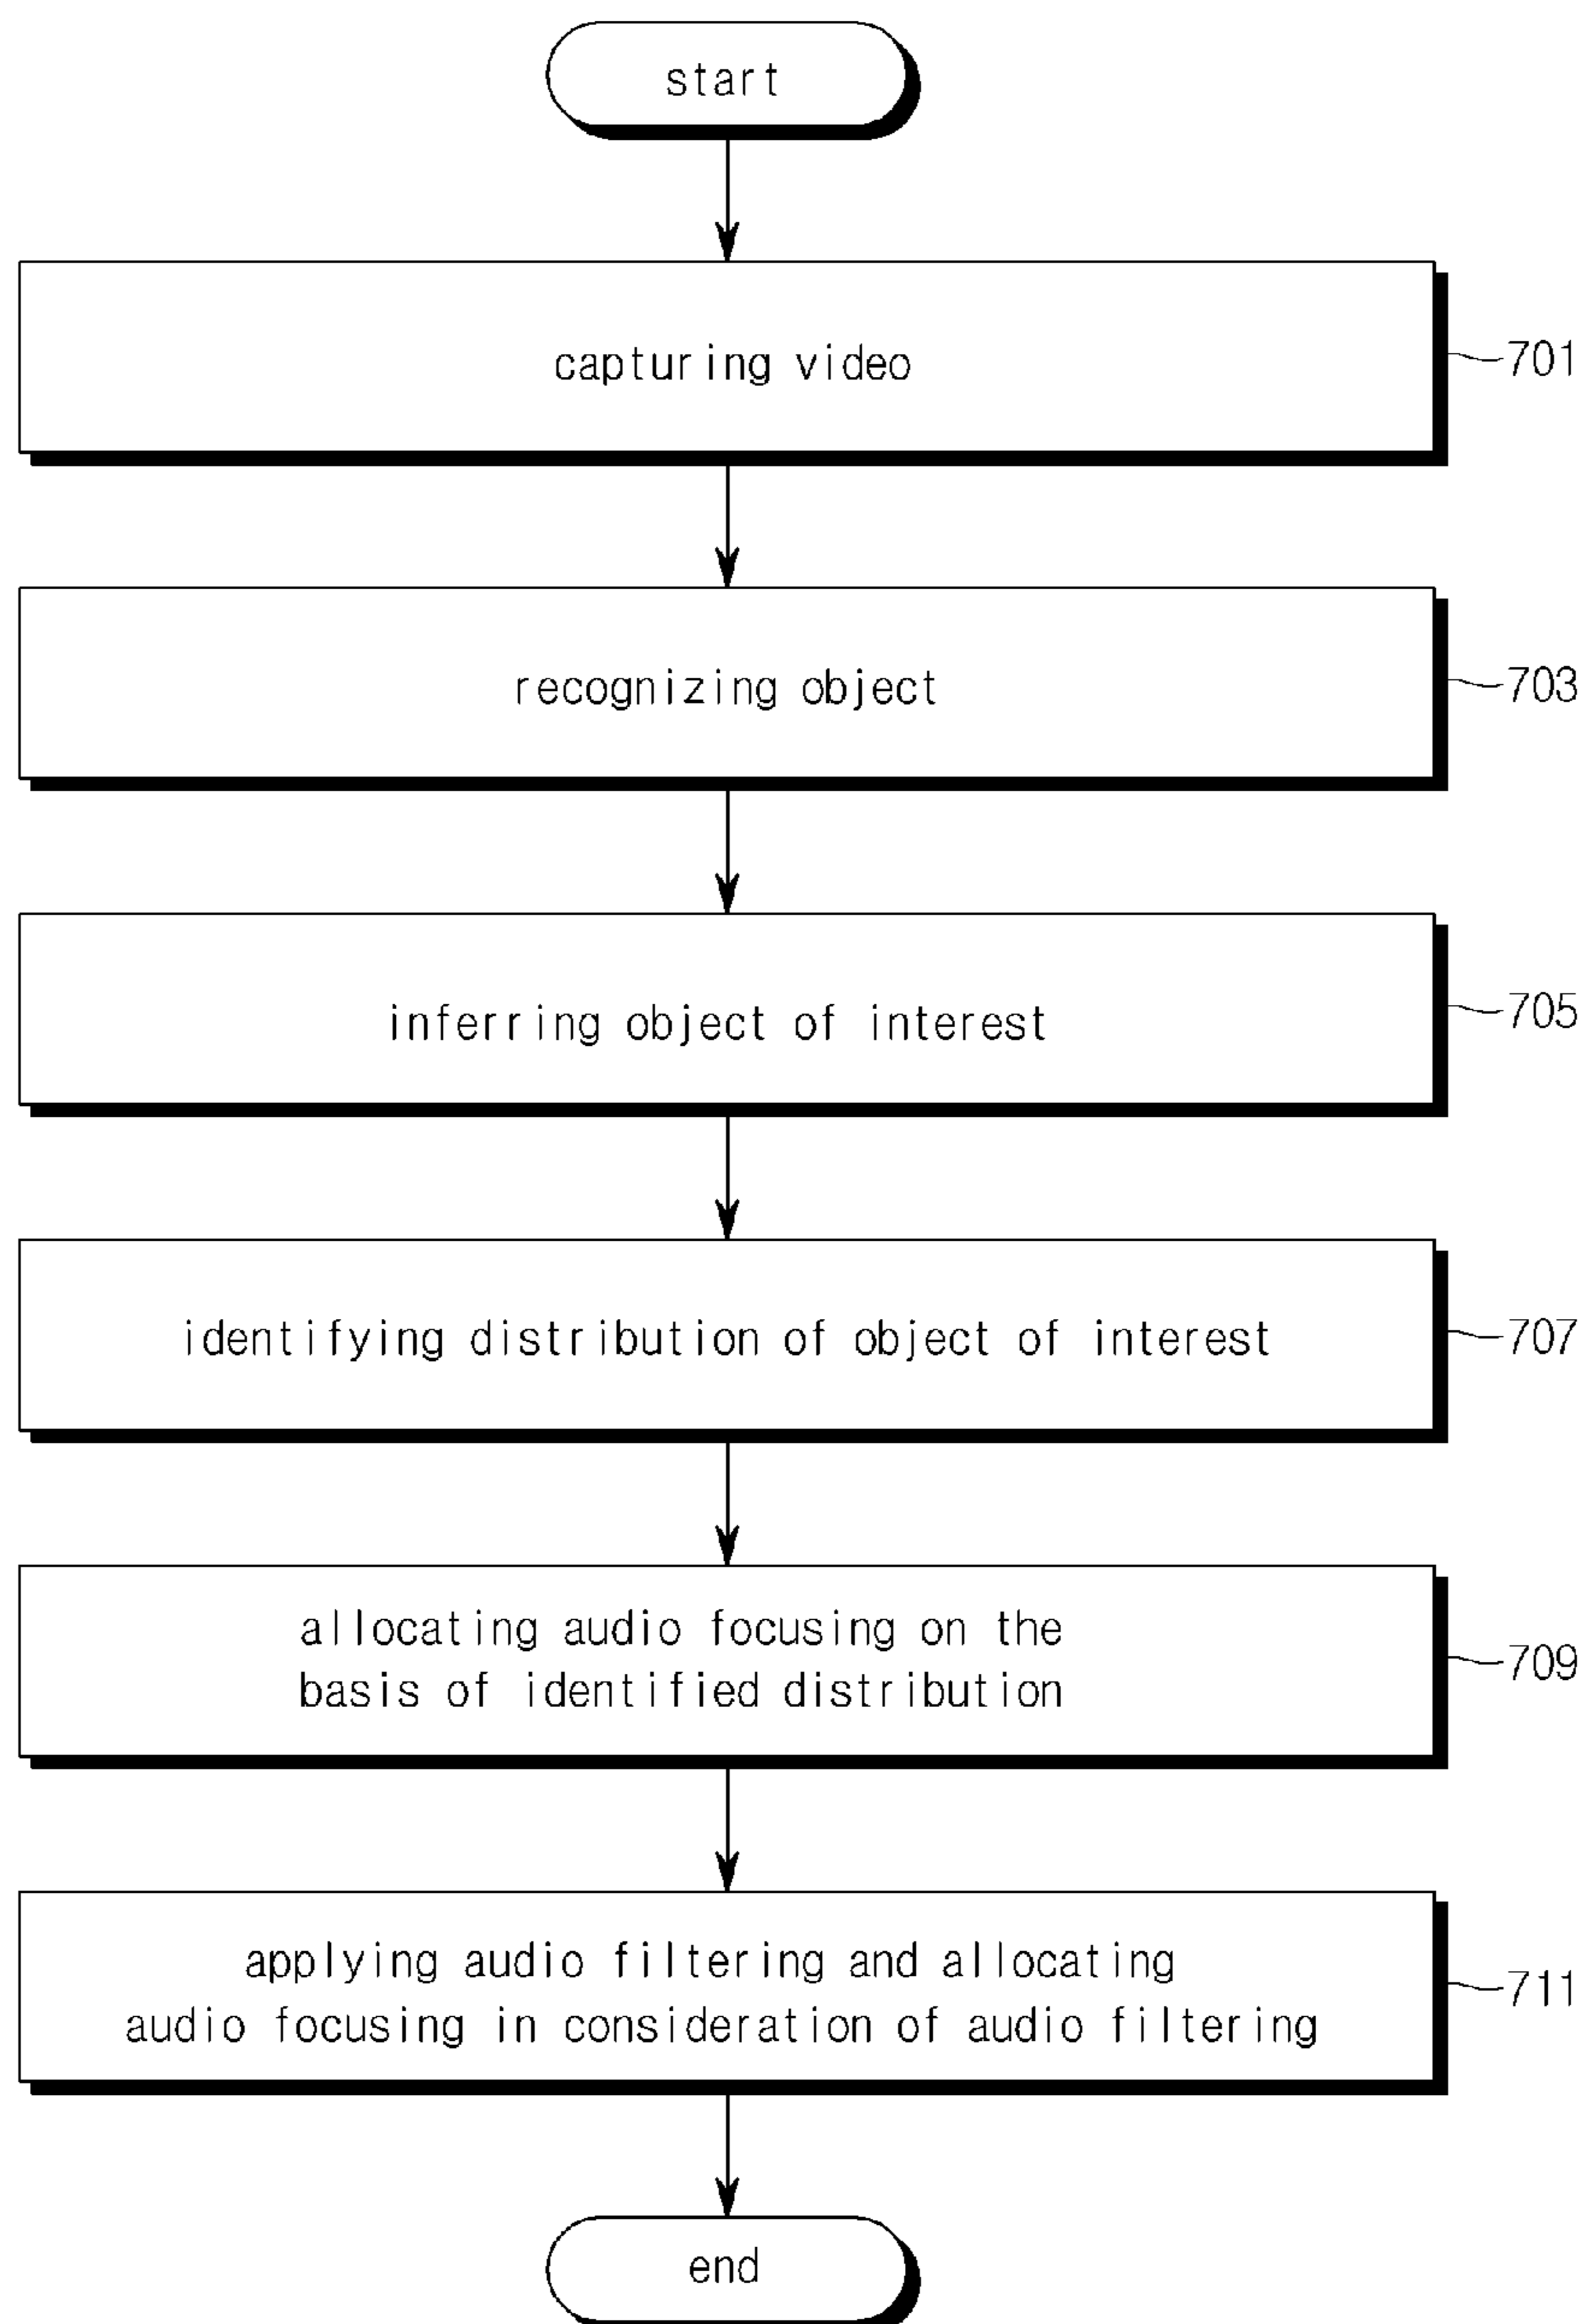 start
capturing video
701
recognizing object
703
inferring object of interest
705
identifying distribution of object of interest
707
allocating audio focusing on the
basis of identified distribution
709
applying audio filtering and allocating
audio focusing in consideration of audio filtering
711
end